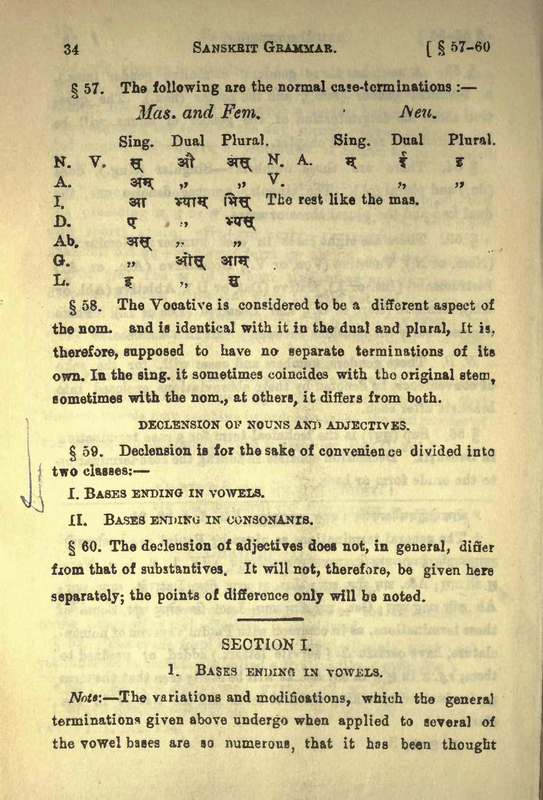 34 SANSKRIT GRAMMAR. [ § 57-60
§ 57. The following are the normal case-terminations :—
Mas. and Fem. Neu.
Sing. Dual Plural. Sing. Dual Plural.
N. V. स् औ अस् N. A. म् ई इ
A. अम् ,, ,, V. ,, ,,
I. आ भ्याम् भिस् The rest like the mas.
D. ए ,, भ्यस्
Ab. अस् ,, ,,
G. ,, ओस् आम्
L. इ ,, सु
§ 58. The Vocative is considered to be a different aspect of
the nom. and is identical with it in the dual and plural, It is,
therefore, supposed to have no separate terminations of its
own. In the sing. it sometimes coincides with the original stem,
sometimes with the nom., at others, it differs from both.
DECLENSION OF NOUNS AND ADJECTIVES.
§ 59. Declension is for the sake of convenience divided into
two classes:—
I. BASES ENDING IN VOWELS.
II. BASES ENDING IN CONSONANTS.
§ 60. The declension of adjectives does not, in general, differ
from that of substantives. It will not, therefore, be given here
separately; the points of difference only will be noted.
SECTION I.
1. BASES ENDING IN VOWELS.
Note:—The variations and modifications, which the general
terminations given above undergo when applied to several of
the vowel bases are so numerous, that it has been thought